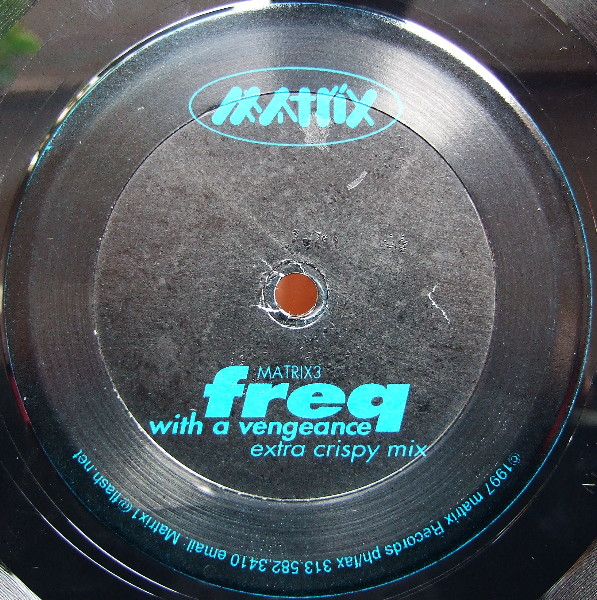 MATRIX
MATRIX3
freq
with a vengeance
extra crispy mix
©1997 matrix Records ph/fax 313.582.3410 email. Matrix1@flash.net